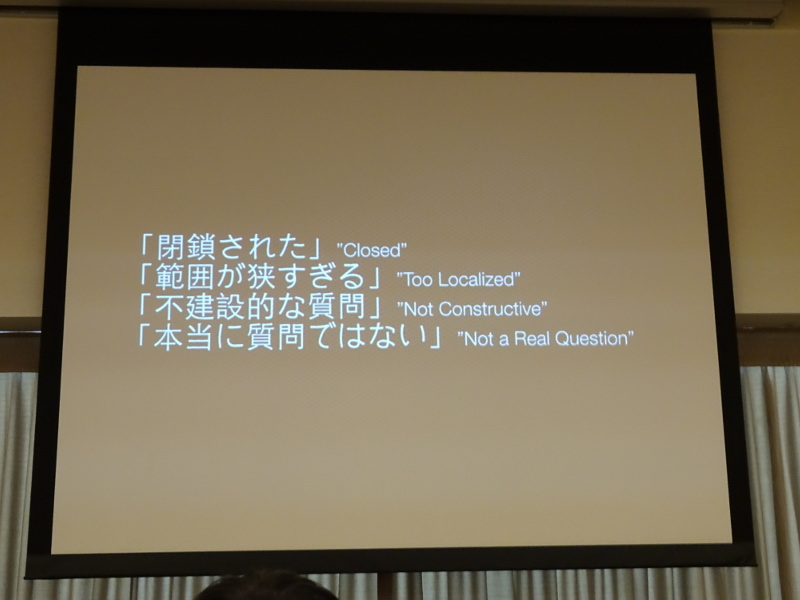 「閉鎖された」 ”Closed”
「範囲が狭すぎる」 ”Too Localized”
「不建設的な質問」 ”Not Constructive”
「本当に質問ではない」 ”Not a Real Question”